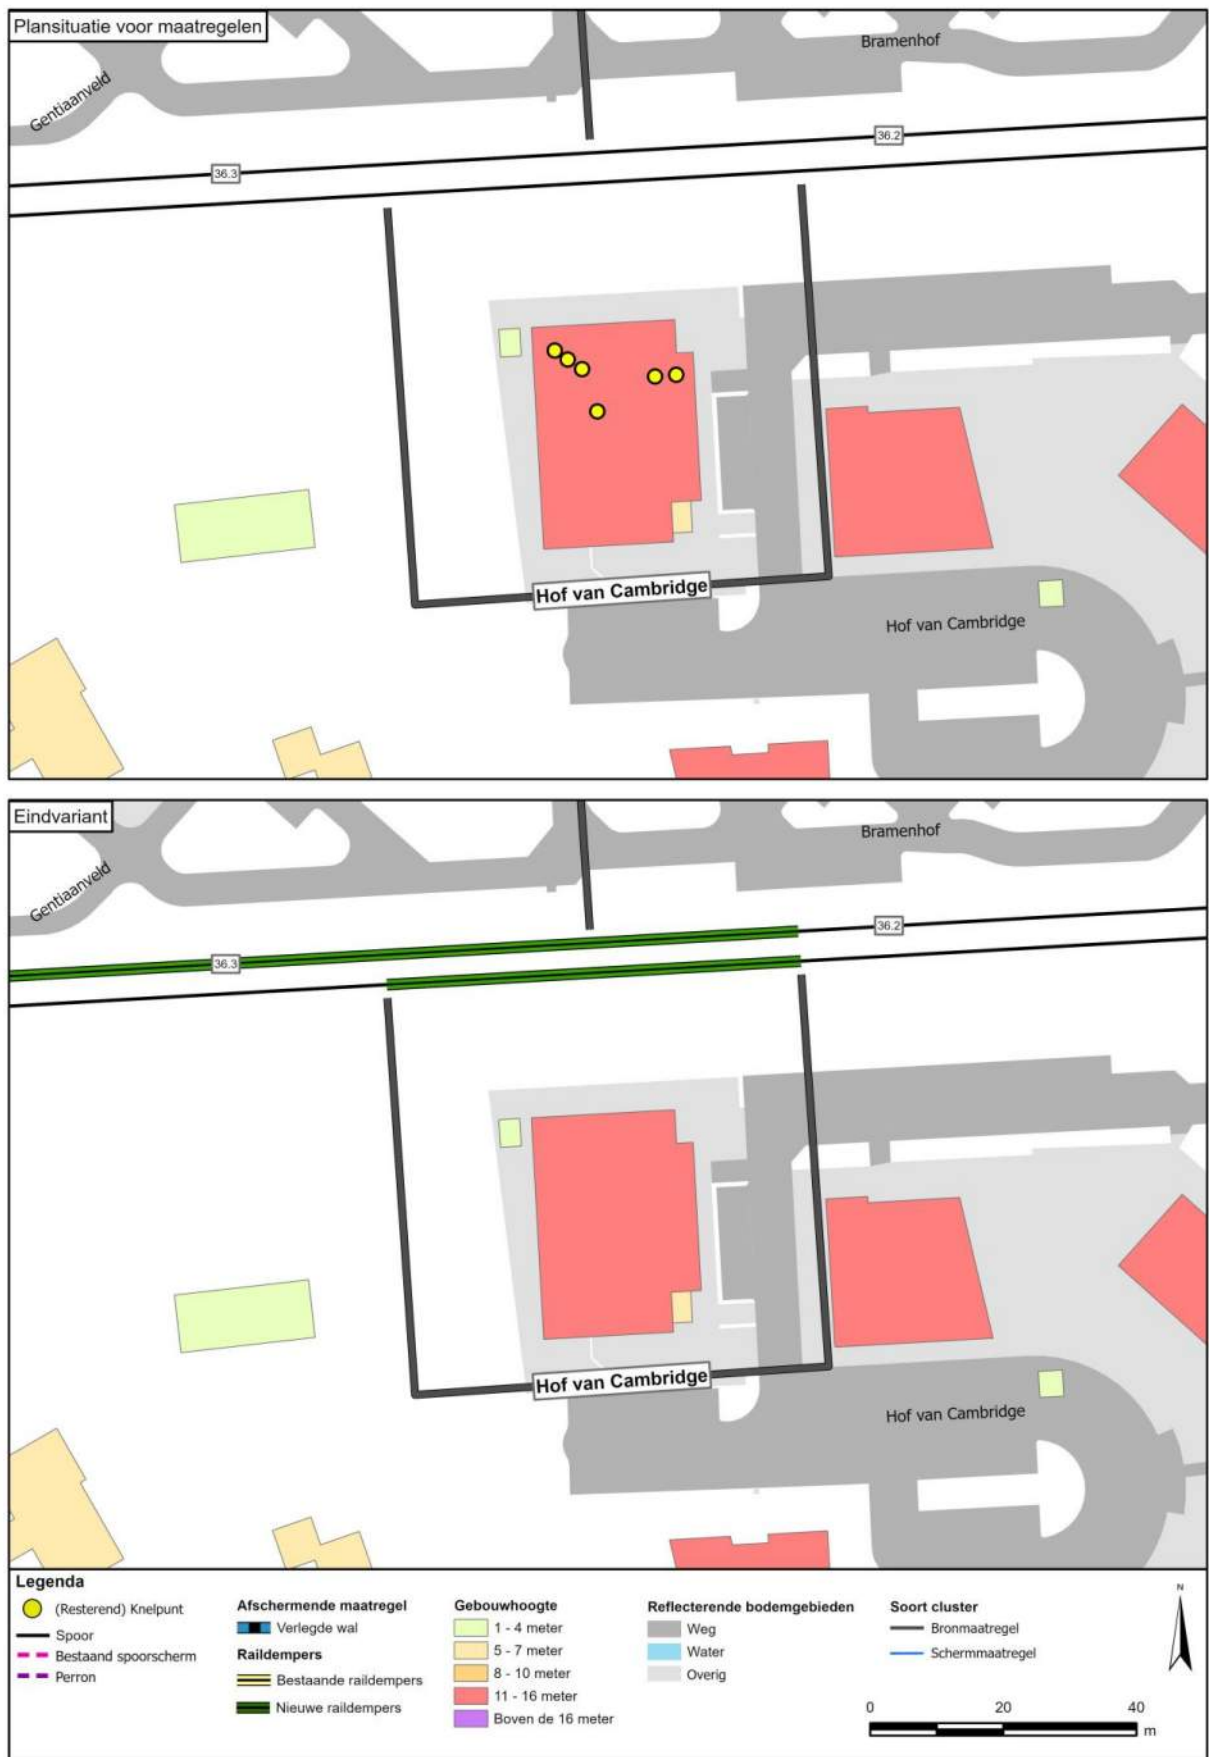 Plansituatie voor maatregelen
Bramenhof
Gentiaanveld
36.2
36.3
Hof van Cambridge
Hof van Cambridge
Eindvariant
Bramenhof
Gentiaanveld
36.2
36.3
Hof van Cambridge
Hof van Cambridge
Legenda
(Resterend) Knelpunt
Spoor
Bestaand spoorscherm
Perron
Afschermende maatregel
Verlegde wal
Raildempers
Bestaande raildempers
Nieuwe raildempers
Gebouwhoogte
1 - 4 meter
5 - 7 meter
8 - 10 meter
11 - 16 meter
Boven de 16 meter
Reflecterende bodemgebieden
Weg
Water
Overig
Soort cluster
Bronmaatregel
Schermmaatregel
N
0 20 40
m